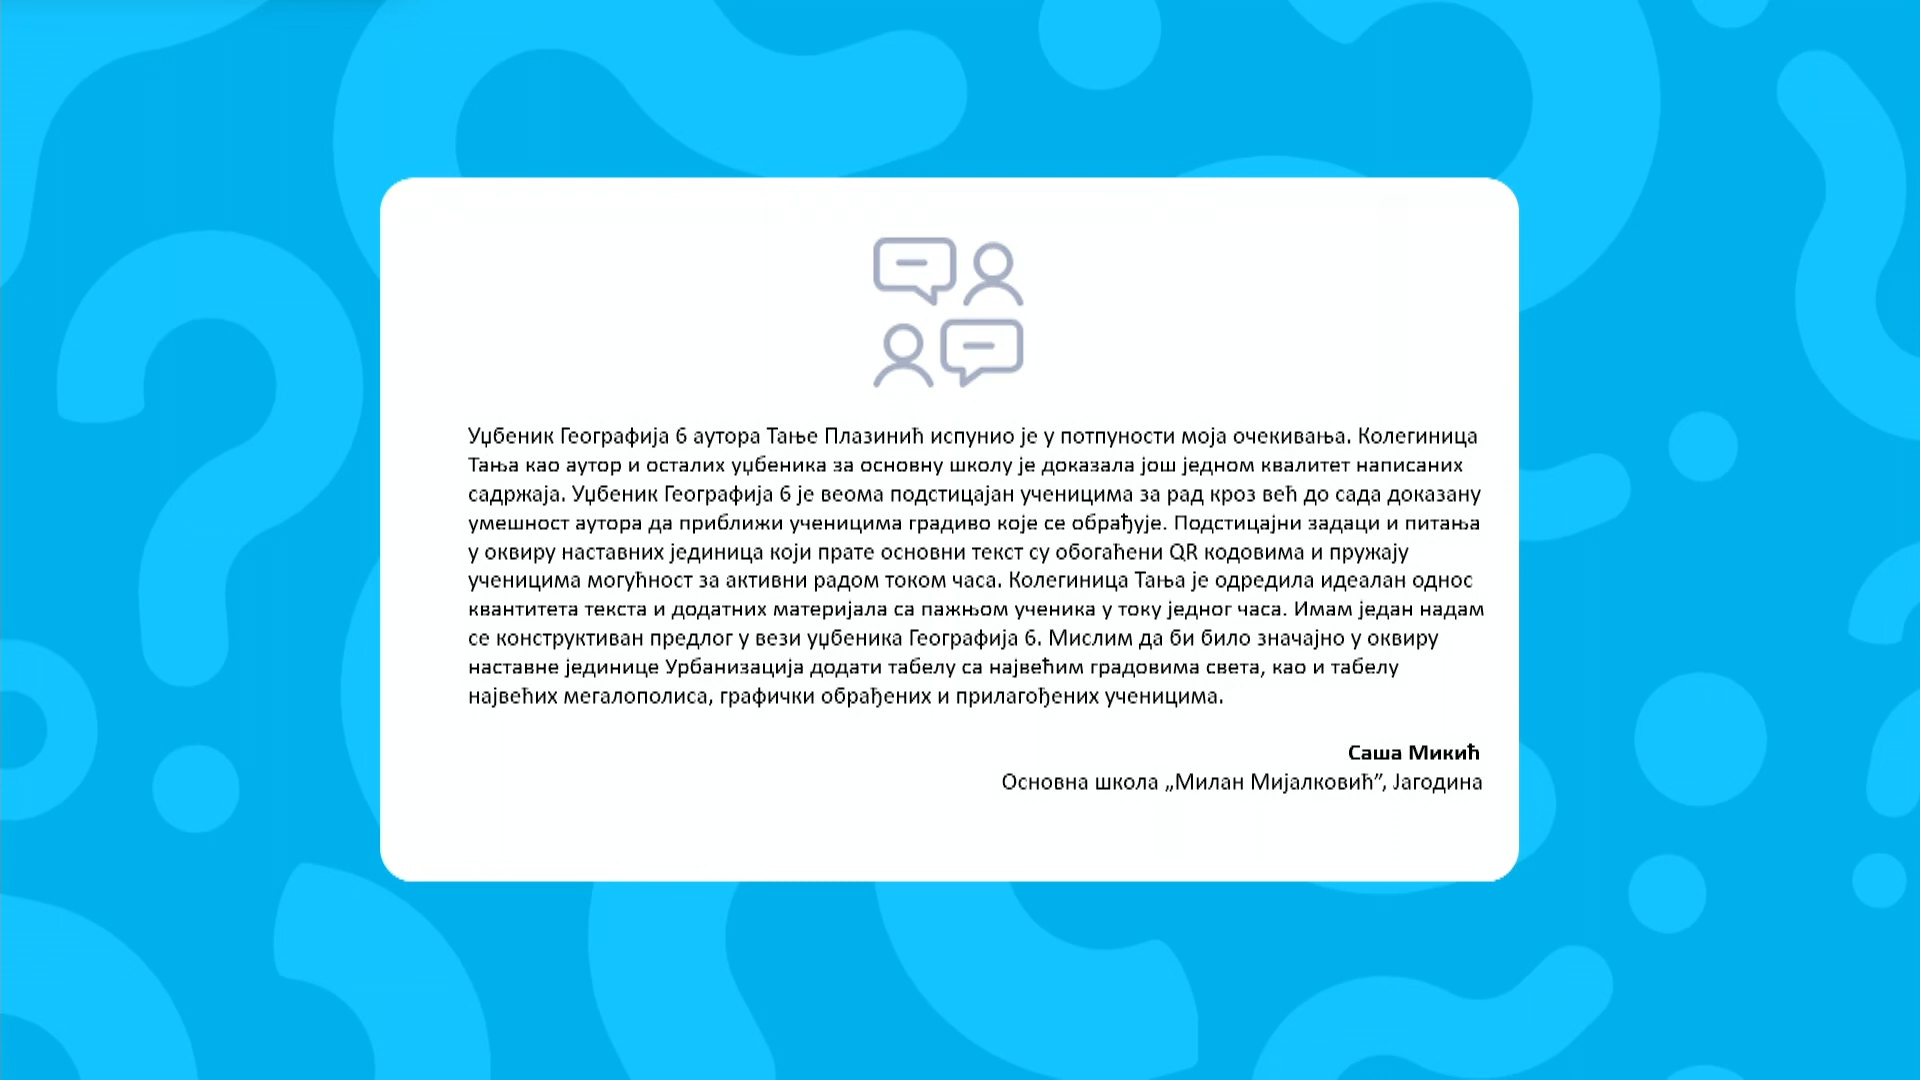 Уџбеник Географија 6 аутора Тање Плазинић испунио је у потпуности моја очекивања. Колегиница
Тања као аутор и осталих уџбеника за основну школу је доказала још једном квалитет написаних
садржаја. Уџбеник Географија 6 је веома подстицајан ученицима за рад кроз већ до сада доказану
умешност аутора да приближи ученицима градиво које се обрађује. Подстицајни задаци и питања
у оквиру наставних јединица који прате основни текст су обогаћени QR кодовима и пружају
ученицима могућност за активни радом током часа. Колегиница Тања је одредила идеалан однос
квантитета текста и додатних материјала са пажњом ученика у току једног часа. Имам један надам
се конструктиван предлог у вези уџбеника Географија 6. Мислим да би било значајно у оквиру
наставне јединице Урбанизација додати табелу са највећим градовима света, као и табелу
највећих мегалополиса, графички обрађених и прилагођених ученицима.
Саша Микић
Основна школа „Милан Мијалковић”, Јагодина